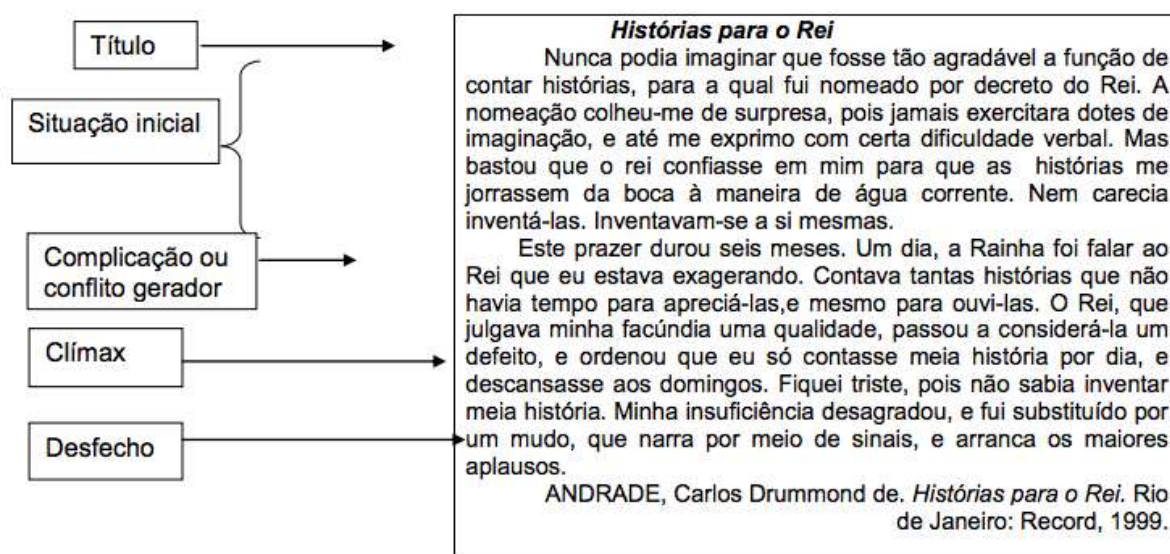 Título
Situação inicial
Complicação ou
conflito gerador
Clímax
Desfecho
Histórias para o Rei
Nunca podia imaginar que fosse tão agradável a função de
contar histórias, para a qual fui nomeado por decreto do Rei. A
nomeação colheu-me de surpresa, pois jamais exercitara dotes de
imaginação, e até me exprimo com certa dificuldade verbal. Mas
bastou que o rei confiasse em mim para que as histórias me
jorrassem da boca à maneira de água corrente. Nem carecia
inventá-las. Inventavam-se a si mesmas.
Este prazer durou seis meses. Um dia, a Rainha foi falar ao
Rei que eu estava exagerando. Contava tantas histórias que não
havia tempo para apreciá-las,e mesmo para ouvi-las. O Rei, que
julgava minha facúndia uma qualidade, passou a considerá-la um
defeito, e ordenou que eu só contasse meia história por dia, e
descansasse aos domingos. Fiquei triste, pois não sabia inventar
meia história. Minha insuficiência desagradou, e fui substituído por
um mudo, que narra por meio de sinais, e arranca os maiores
aplausos.
ANDRADE, Carlos Drummond de. Histórias para o Rei. Rio
de Janeiro: Record, 1999.